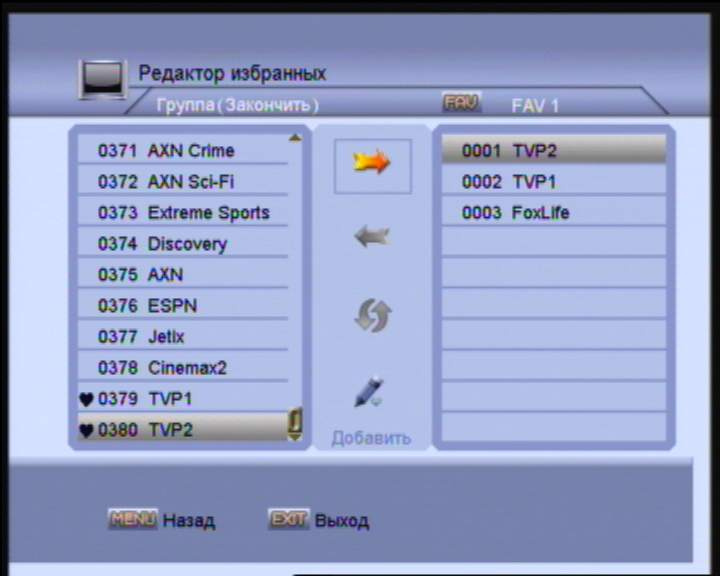 Редактор избранных
Группа(Закончить)
FAV FAV 1
0371 AXN Crime
0372 AXN Sci-Fi
0373 Extreme Sports
0374 Discovery
0375 AXN
0376 ESPN
0377 Jetix
0378 Cinemax2
0379 TVP1
0380 TVP2
Добавить
0001 TVP2
0002 TVP1
0003 FoxLife
MENU Назад
EXIT Выход